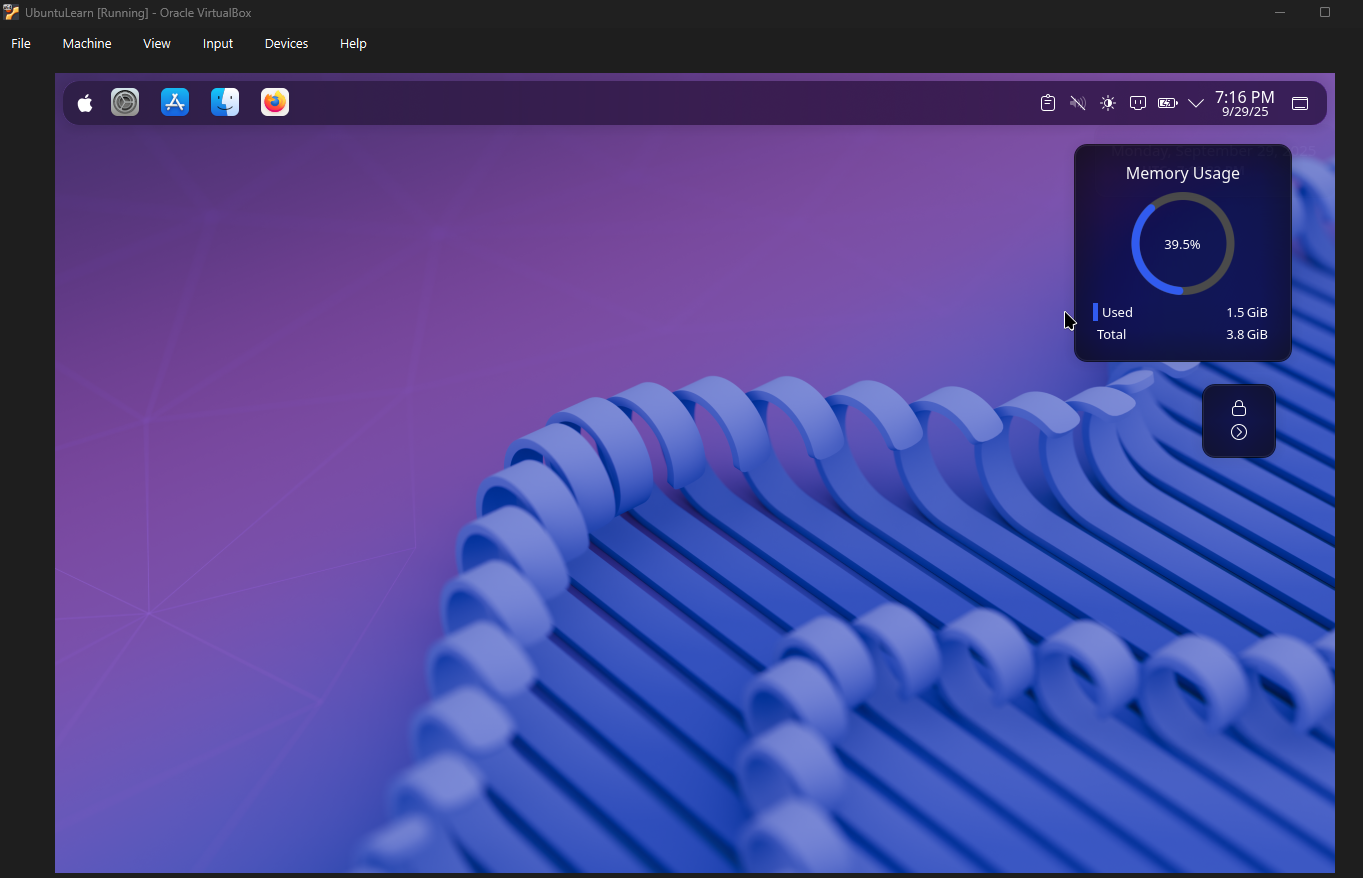 UbuntuLearn [Running] - Oracle VirtualBox
File Machine View Input Devices Help
7:16 PM
9/29/25
Monday, September 29, 2025
Memory Usage
39.5%
Used 1.5 GiB
Total 3.8 GiB